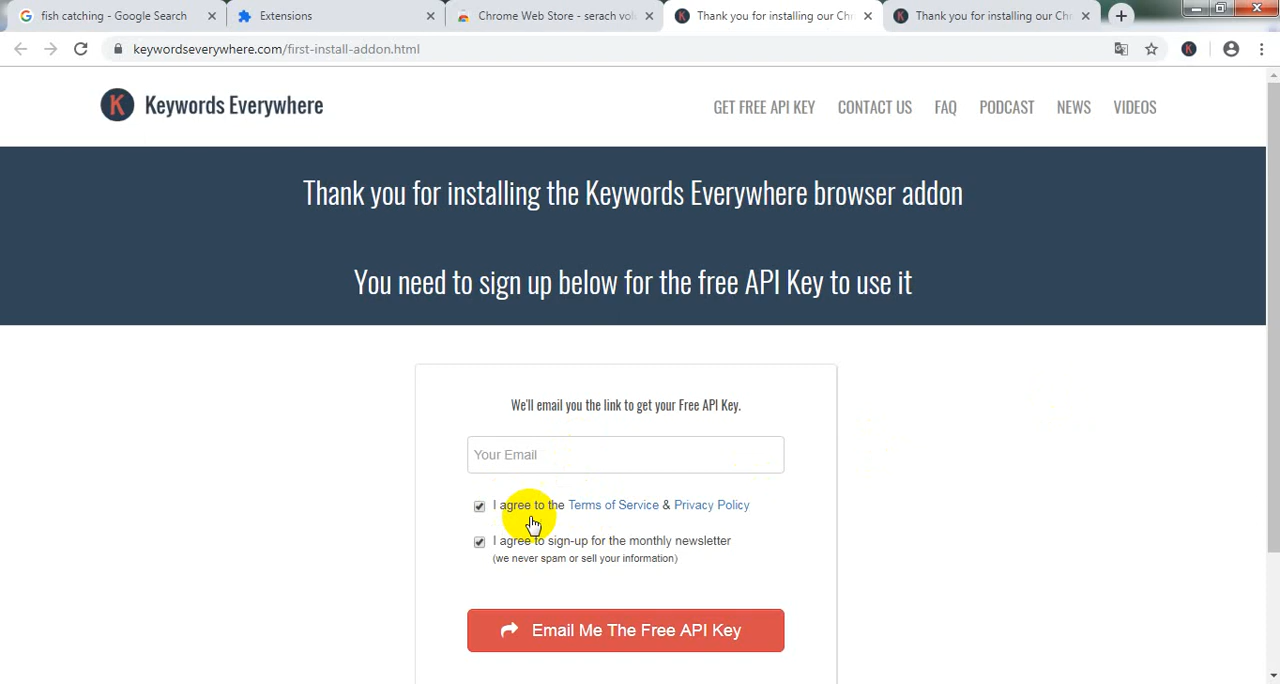 fish catching - Google Search
Extensions
Chrome Web Store - serach vol
Thank you for installing our Chr
Thank you for installing our Ch
keywordseverywhere.com/first-install-addon.html
K Keywords Everywhere
GET FREE API KEY CONTACT US FAQ PODCAST NEWS VIDEOS
Thank you for installing the Keywords Everywhere browser addon
You need to sign up below for the free API Key to use it
We'll email you the link to get your Free API Key.
Your Email
I agree to the Terms of Service & Privacy Policy
I agree to sign-up for the monthly newsletter
(we never spam or sell your information)
Email Me The Free API Key